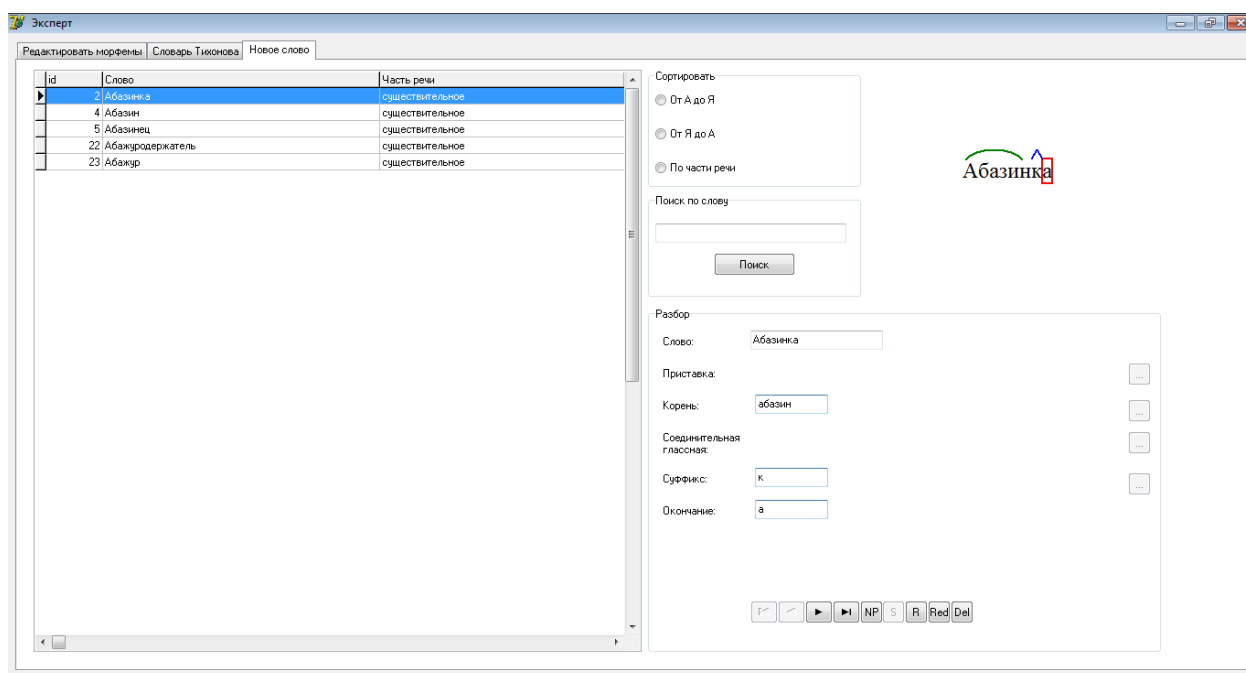 Эксперт
Редактировать морфемы Словарь Тихонова Новое слово
id Слово Часть речи
2 Абазинка существительное
4 Абазин существительное
5 Абазинец существительное
22 Абажуродержатель существительное
23 Абажур существительное
Сортировать
От А до Я
От Я до А
По части речи
Абазинка
Поиск по слову
Поиск
Разбор
Слово: Абазинка
Приставка: ...
Корень: абазин ...
Соединительная
глассная: ...
Суффикс: к ...
Окончание: а
NP S R Red Del